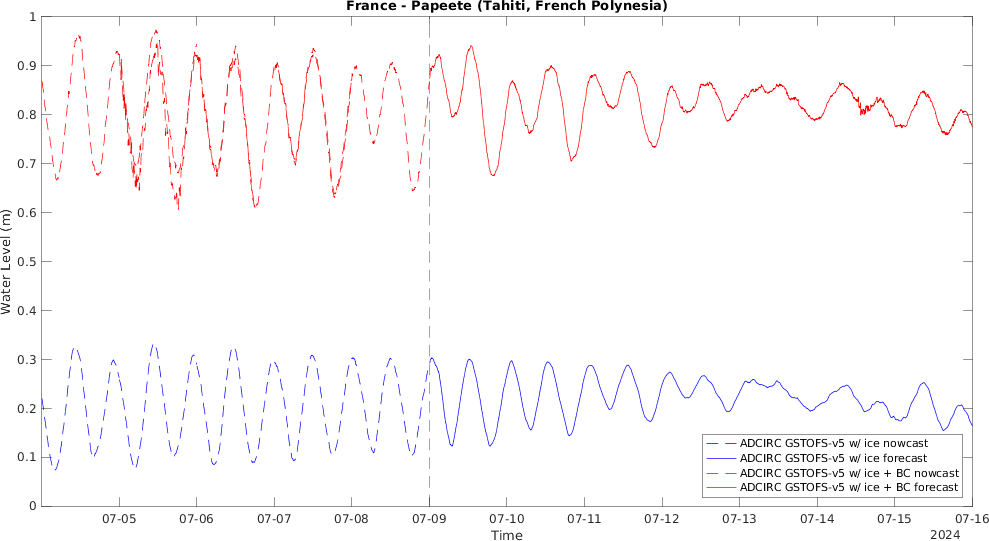 France - Papeete (Tahiti, French Polynesia)
1
0.9
0.8
0.7
0.6
0.5
0.4
0.3
0.2
0.1
0
Water Level (m)
ADCIRC GSTOFS-v5 w/ ice nowcast
ADCIRC GSTOFS-v5 w/ ice forecast
ADCIRC GSTOFS-v5 w/ ice + BC nowcast
ADCIRC GSTOFS-v5 w/ ice + BC forecast
07-05 07-06 07-07 07-08 07-09 07-10 07-11 07-12 07-13 07-14 07-15 07-16
Time
2024